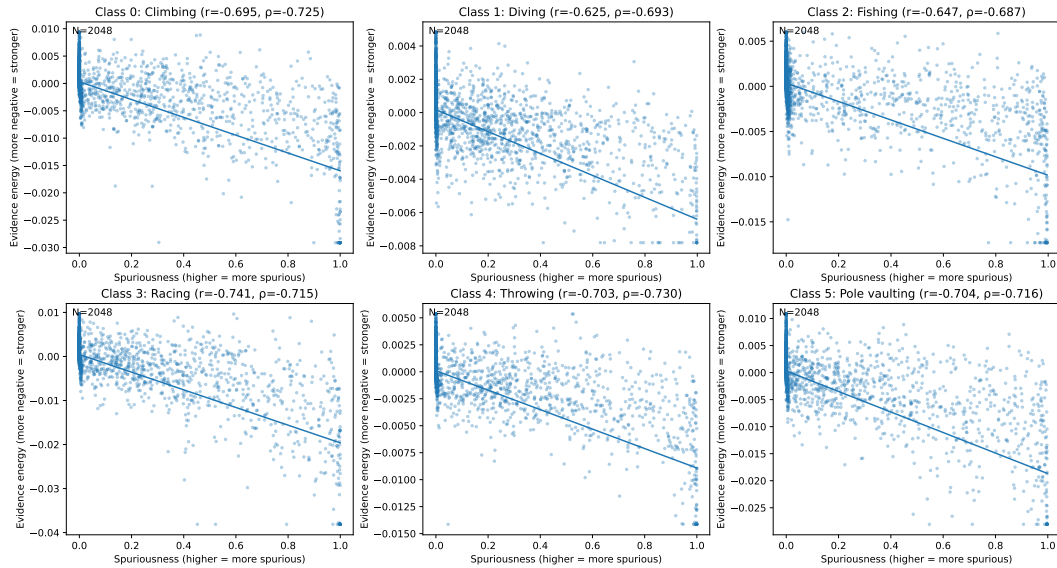 Class 0: Climbing (r=-0.695, ρ=-0.725)
N=2048
0.010
0.005
0.000
−0.005
−0.010
−0.015
−0.020
−0.025
−0.030
Evidence energy (more negative = stronger)
0.0 0.2 0.4 0.6 0.8 1.0
Spuriousness (higher = more spurious)
Class 1: Diving (r=-0.625, ρ=-0.693)
N=2048
0.004
0.002
0.000
−0.002
−0.004
−0.006
−0.008
Evidence energy (more negative = stronger)
0.0 0.2 0.4 0.6 0.8 1.0
Spuriousness (higher = more spurious)
Class 2: Fishing (r=-0.647, ρ=-0.687)
N=2048
0.005
0.000
−0.005
−0.010
−0.015
Evidence energy (more negative = stronger)
0.0 0.2 0.4 0.6 0.8 1.0
Spuriousness (higher = more spurious)
Class 3: Racing (r=-0.741, ρ=-0.715)
N=2048
0.01
0.00
−0.01
−0.02
−0.03
−0.04
Evidence energy (more negative = stronger)
0.0 0.2 0.4 0.6 0.8 1.0
Spuriousness (higher = more spurious)
Class 4: Throwing (r=-0.703, ρ=-0.730)
N=2048
0.0050
0.0025
0.0000
−0.0025
−0.0050
−0.0075
−0.0100
−0.0125
−0.0150
Evidence energy (more negative = stronger)
0.0 0.2 0.4 0.6 0.8 1.0
Spuriousness (higher = more spurious)
Class 5: Pole vaulting (r=-0.704, ρ=-0.716)
N=2048
0.010
0.005
0.000
−0.005
−0.010
−0.015
−0.020
−0.025
Evidence energy (more negative = stronger)
0.0 0.2 0.4 0.6 0.8 1.0
Spuriousness (higher = more spurious)